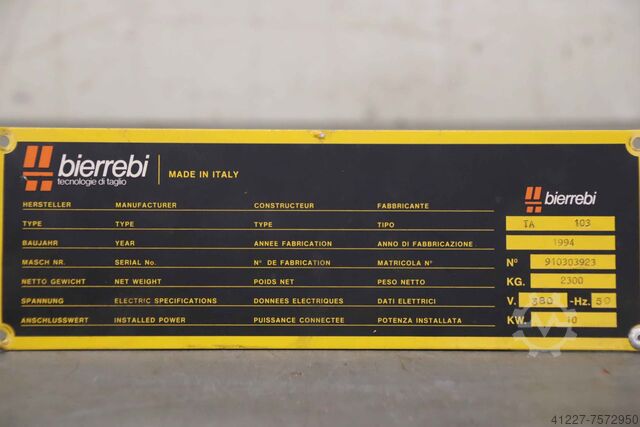 bierrebi
tecnologie di taglio
MADE IN ITALY
bierrebi
HERSTELLER MANUFACTURER CONSTRUCTEUR FABBRICANTE
TYPE TYPE TYPE TIPO TA 103
BAUJAHR YEAR ANNEE FABRICATION ANNO DI FABBRICAZIONE 1994
MASCH NR. SERIAL No. N° DE FABRICATION MATRICOLA N° N° 910303923
NETTO GEWICHT NET WEIGHT POIDS NET PESO NETTO KG. 2300
SPANNUNG ELECTRIC SPECIFICATIONS DONNEES ELECTRIQUES DATI ELETTRICI V. 380 -Hz. 50
ANSCHLUSSWERT INSTALLED POWER PUISSANCE CONNECTEE POTENZA INSTALLATA KW. 10
41227-7572950